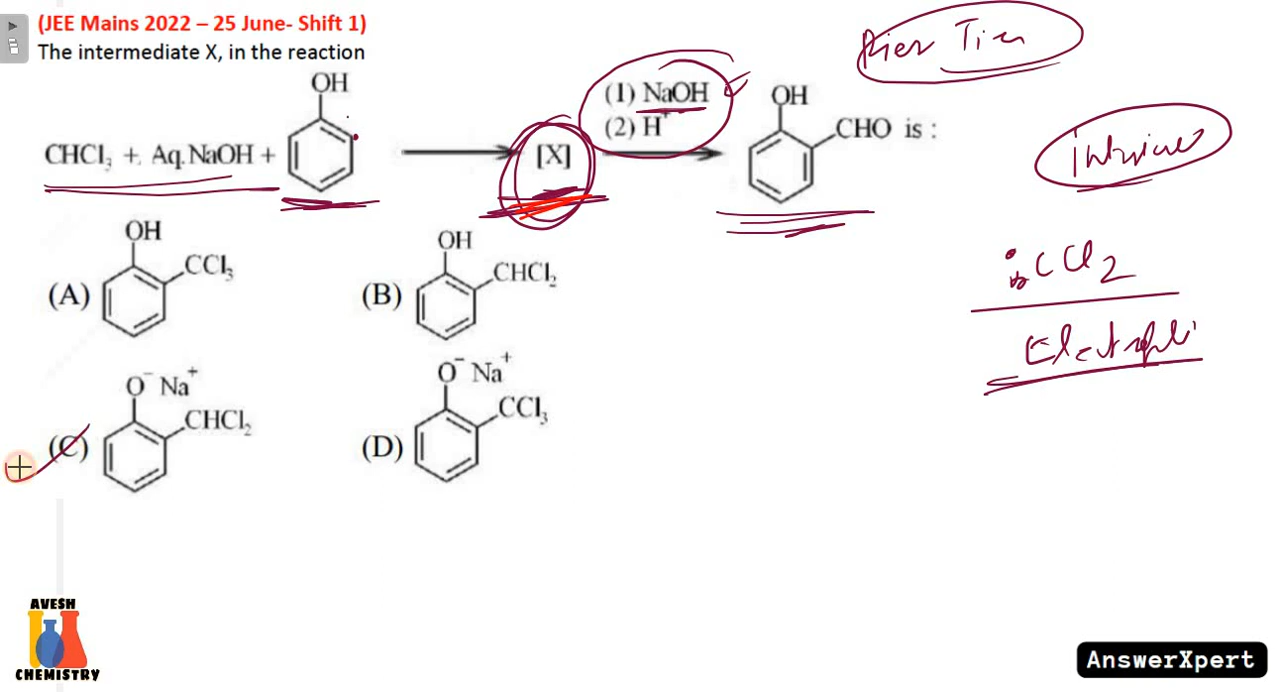 (JEE Mains 2022 – 25 June- Shift 1)
The intermediate X, in the reaction
OH
CHCl₃ + Aq.NaOH +
[X]
(1) NaOH
(2) H⁺
OH
CHO is :
(A)
OH
CCl₃
(B)
OH
CHCl₂
(C)
O⁻ Na⁺
CHCl₂
(D)
O⁻ Na⁺
CCl₃
Tien
:CCl₂
AVESH
CHEMISTRY
AnswerXpert